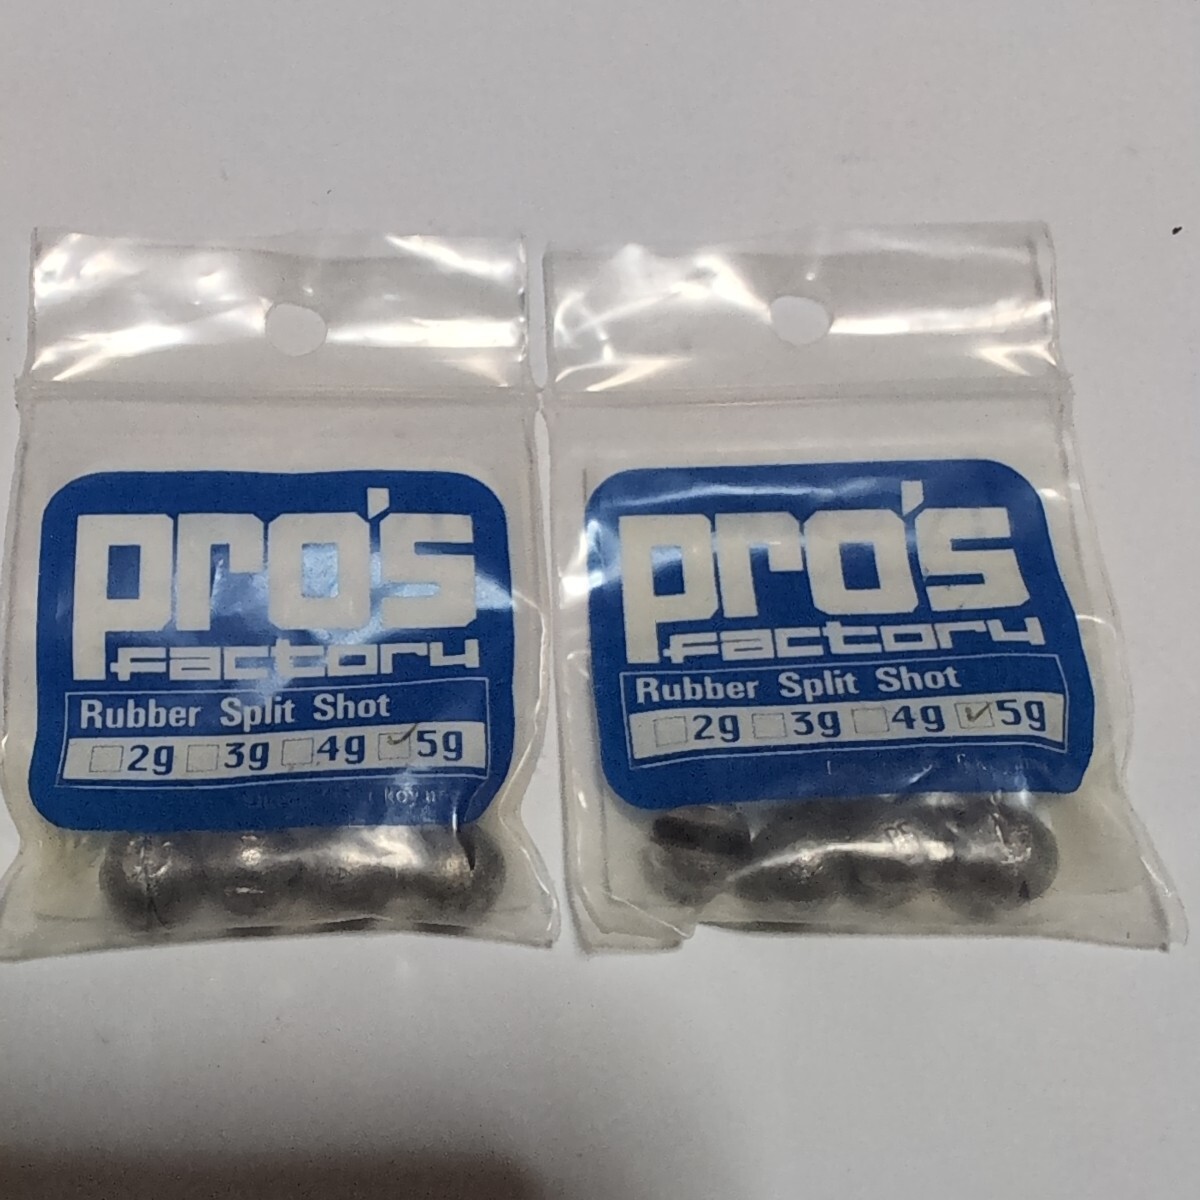 pro's
factory
Rubber Split Shot
2g 3g 4g 5g
pro's
factory
Rubber Split Shot
2g 3g 4g 5g